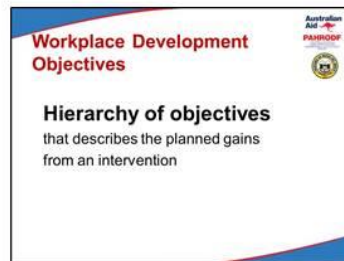 Workplace Development
Objectives
Australian
Aid
PAHRODF
Hierarchy of objectives
that describes the planned gains
from an intervention